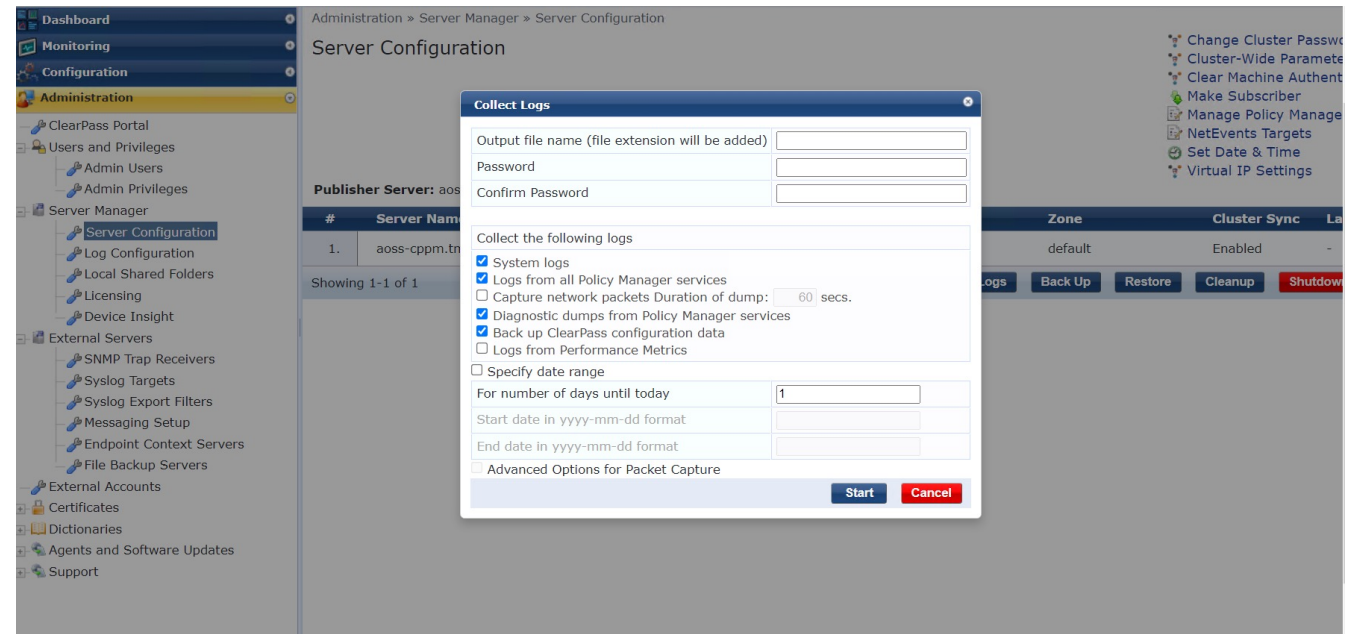 Dashboard
Monitoring
Configuration
Administration
ClearPass Portal
Users and Privileges
Admin Users
Admin Privileges
Server Manager
Server Configuration
Log Configuration
Local Shared Folders
Licensing
Device Insight
External Servers
SNMP Trap Receivers
Syslog Targets
Syslog Export Filters
Messaging Setup
Endpoint Context Servers
File Backup Servers
External Accounts
Certificates
Dictionaries
Agents and Software Updates
Support
Administration » Server Manager » Server Configuration
Server Configuration
Change Cluster Passwo
Cluster-Wide Paramete
Clear Machine Authent
Make Subscriber
Manage Policy Manage
NetEvents Targets
Set Date & Time
Virtual IP Settings
Publisher Server: aos
# Server Nam Zone Cluster Sync La
1. aoss-cppm.tm default Enabled -
Showing 1-1 of 1 Logs Back Up Restore Cleanup Shutdow
Collect Logs
Output file name (file extension will be added)
Password
Confirm Password
Collect the following logs
System logs
Logs from all Policy Manager services
Capture network packets Duration of dump: 60 secs.
Diagnostic dumps from Policy Manager services
Back up ClearPass configuration data
Logs from Performance Metrics
Specify date range
For number of days until today 1
Start date in yyyy-mm-dd format
End date in yyyy-mm-dd format
Advanced Options for Packet Capture
Start Cancel